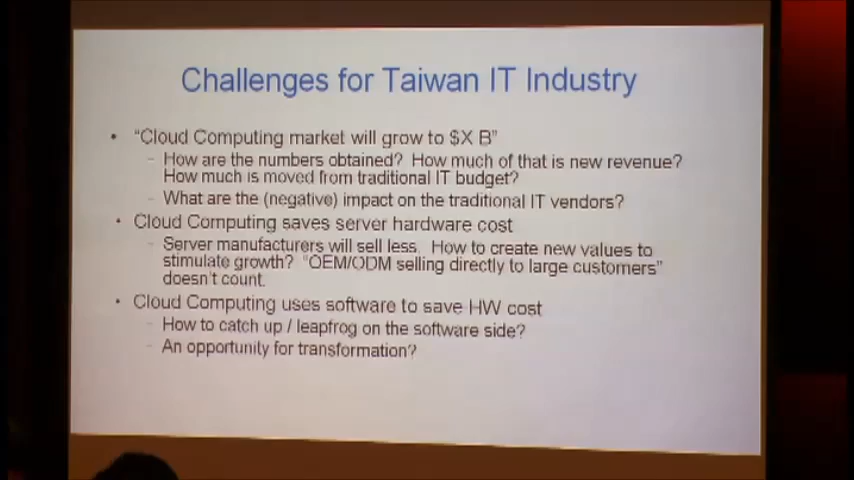 Challenges for Taiwan IT Industry
• "Cloud Computing market will grow to $X B"
– How are the numbers obtained? How much of that is new revenue?
How much is moved from traditional IT budget?
– What are the (negative) impact on the traditional IT vendors?
• Cloud Computing saves server hardware cost
– Server manufacturers will sell less. How to create new values to
stimulate growth? "OEM/ODM selling directly to large customers"
doesn't count.
• Cloud Computing uses software to save HW cost
– How to catch up / leapfrog on the software side?
– An opportunity for transformation?